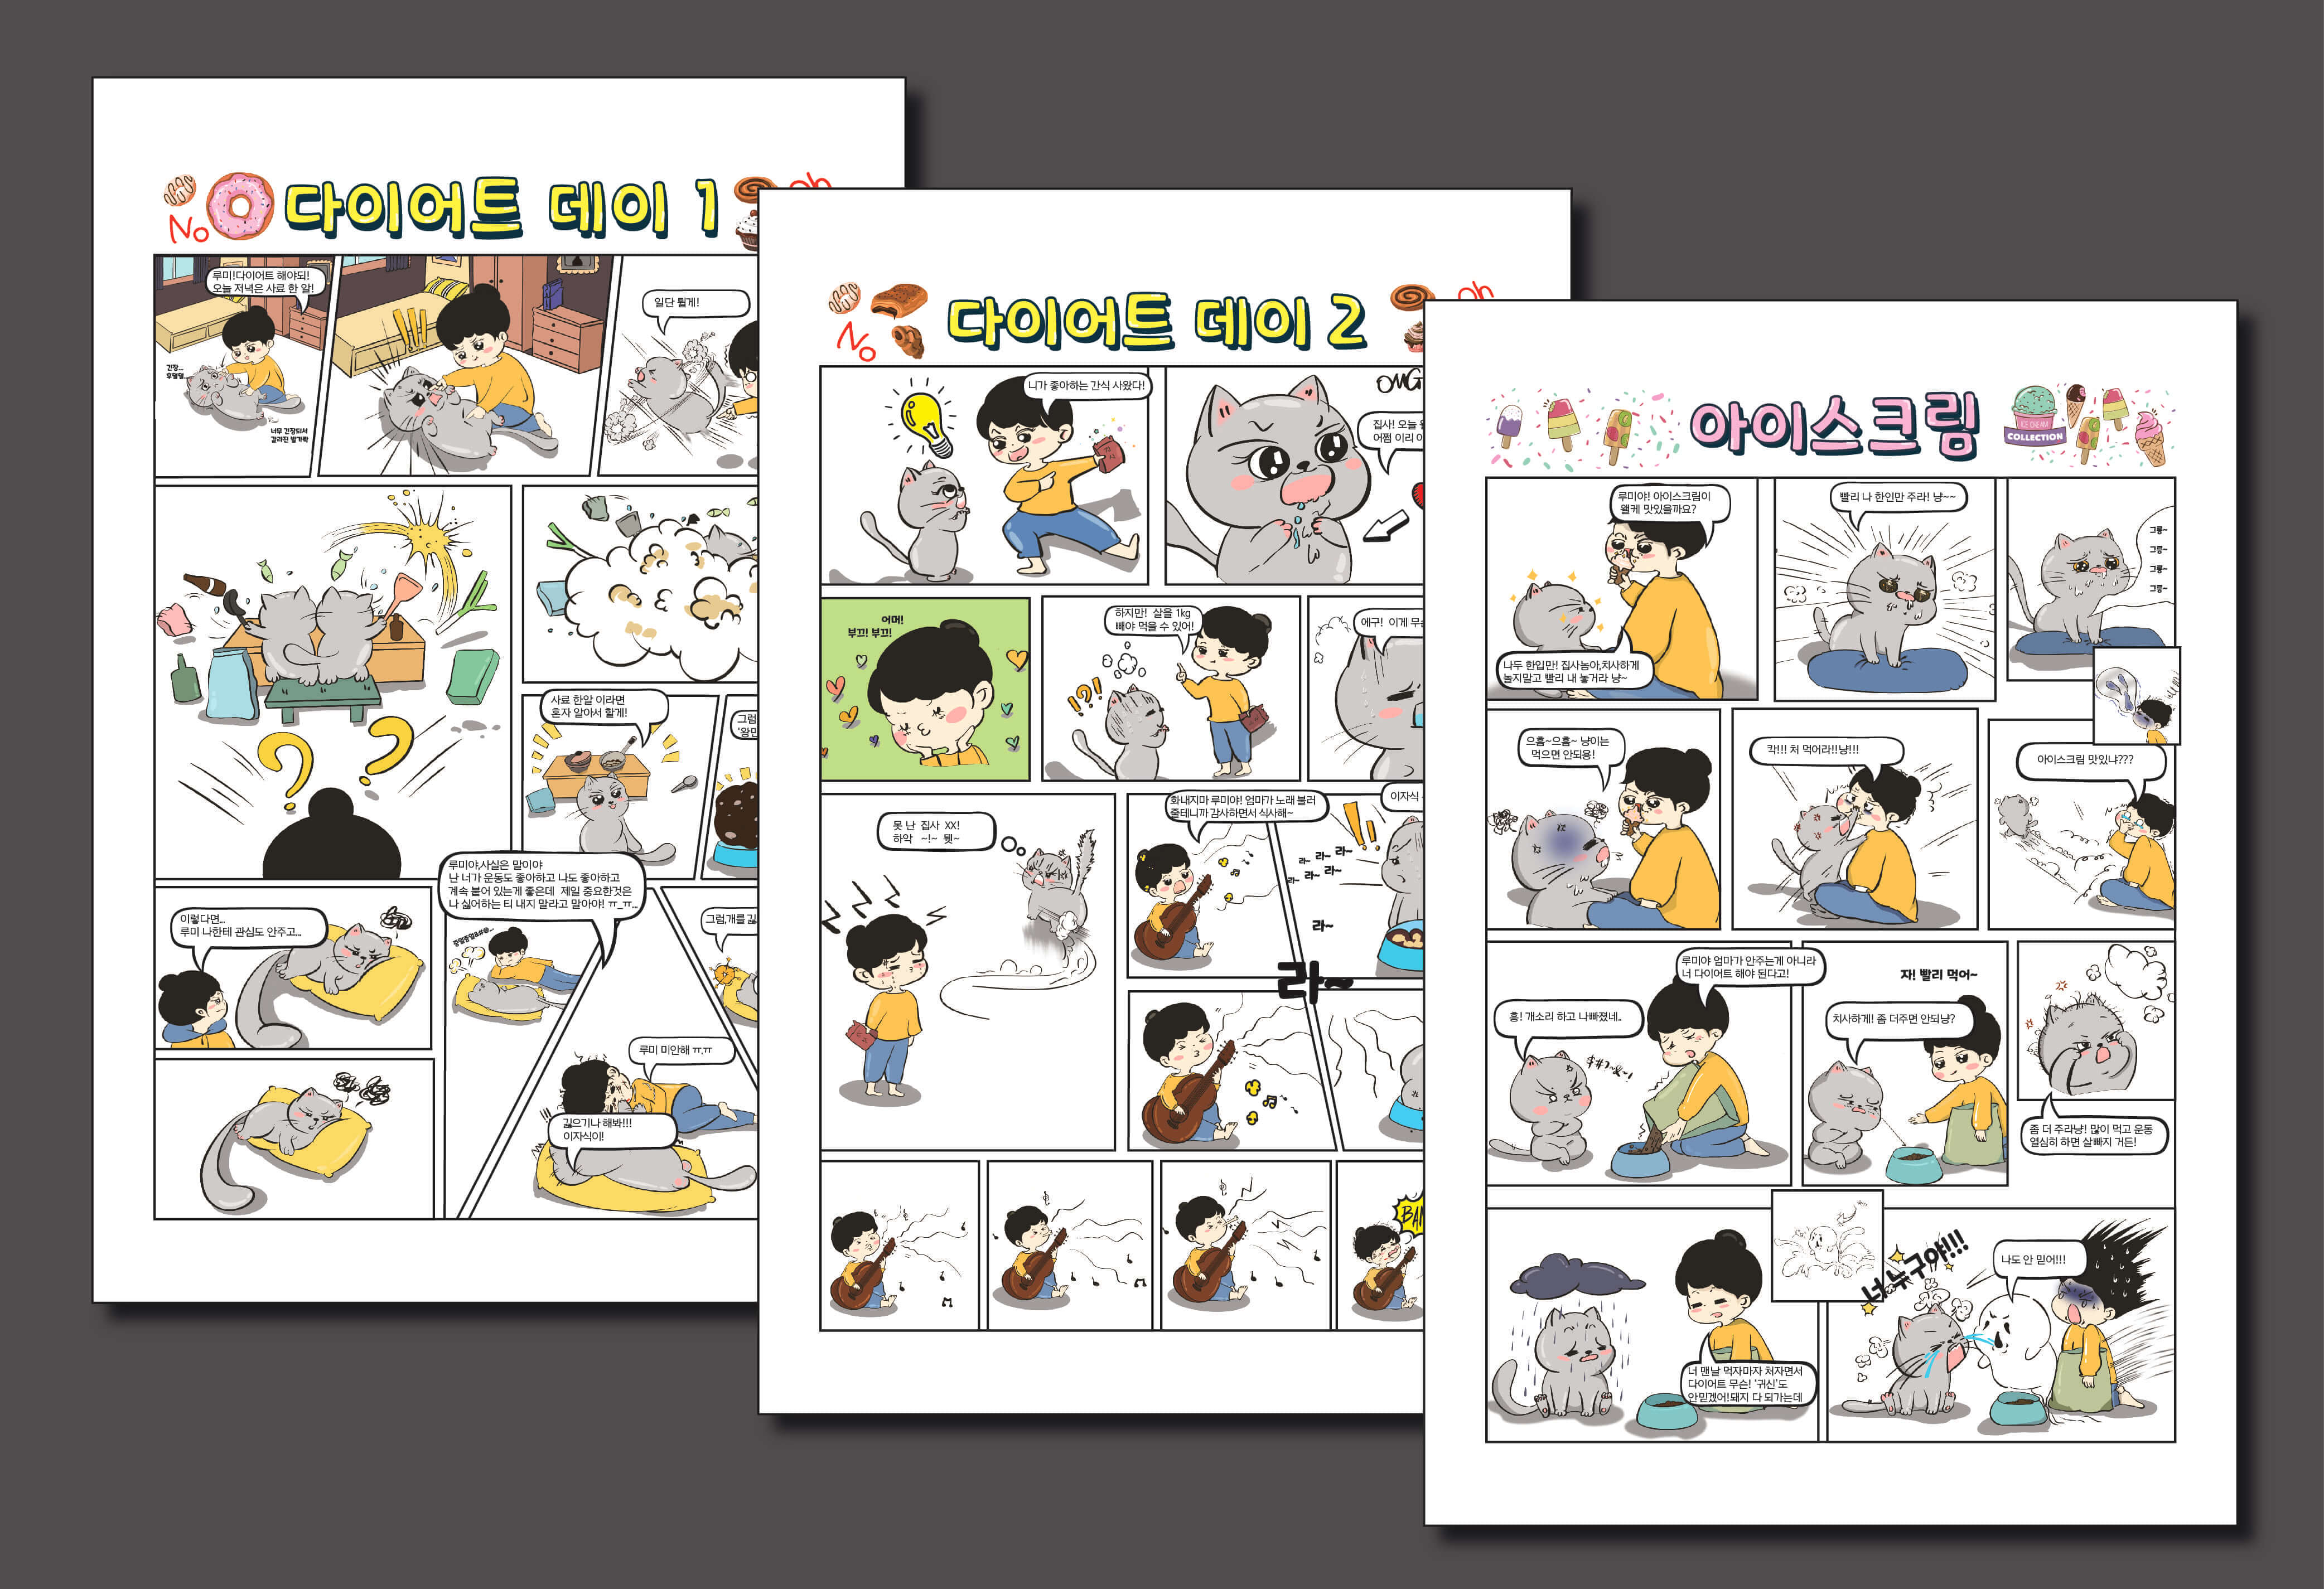 No
다이어트 데이 1
Oh
루미!다이어트 해야되!
오늘 저녁은 사료 한 알!
긴장...
후덜덜...
너무 긴장되서
갈라진 발가락
!!!
일단 튈게!
? ?
사료 한알 이라면
혼자 알아서 할게!
그럼,
'왕만
이렇다면...
루미 나한테 관심도 안주고...
루미야,사실은 말이야
난 너가 운동도 좋아하고 나도 좋아하고
계속 붙어 있는게 좋은데 제일 중요한것은
나 싫어하는 티 내지 말라고 말아야! ㅠ_ㅠ...
그럼,개를 긇
루미 미안해 ㅠ.ㅠ
긇으기나 해봐!!!
이자식이!
No
다이어트 데이 2
Oh
니가 좋아하는 간식 사왔다!
OMG
집사! 오늘
어쩜 이리 이
어머!
부끄! 부끄!
하지만! 살을 1kg
빼야 먹을 수 있어!
!?!
에구! 이게 무슨
못 난 집사 XX!
하악 ~!~ 퉷~
화내지마 루미야! 엄마가 노래 불러
줄테니까 감사하면서 식사해~
이자식
!!
라~ 라~ 라~
라~ 라~ 라~
라~
라~
BAN
아이스크림
ICE CREAM
COLLECTION
루미야! 아이스크림이
웰케 맛있을까요?
나두 한입만! 집사놈아,치사하게
놀지말고 빨리 내 놓거라 냥~
빨리 나 한인만 주라! 냥~~
그릉~
그릉~
그릉~
그릉~
으흠~으흠~ 냥이는
먹으면 안되용!
칵!!! 처 먹어라!!냥!!!
아이스크림 맛있냐???
루미야 엄마가 안주는게 아니라
너 다이어트 해야 된다고!
흥! 개소리 하고 나빠졌네..
자! 빨리 먹어~
치사하게! 좀 더주면 안되냥?
좀 더 주라냥! 많이 먹고 운동
열심히 하면 살빠지 거든!
너 맨날 먹자마자 처자면서
다이어트 무슨! '귀신'도
안믿겠어!돼지 다 되가는데
너 누구야!!!
나도 안 믿어!!!